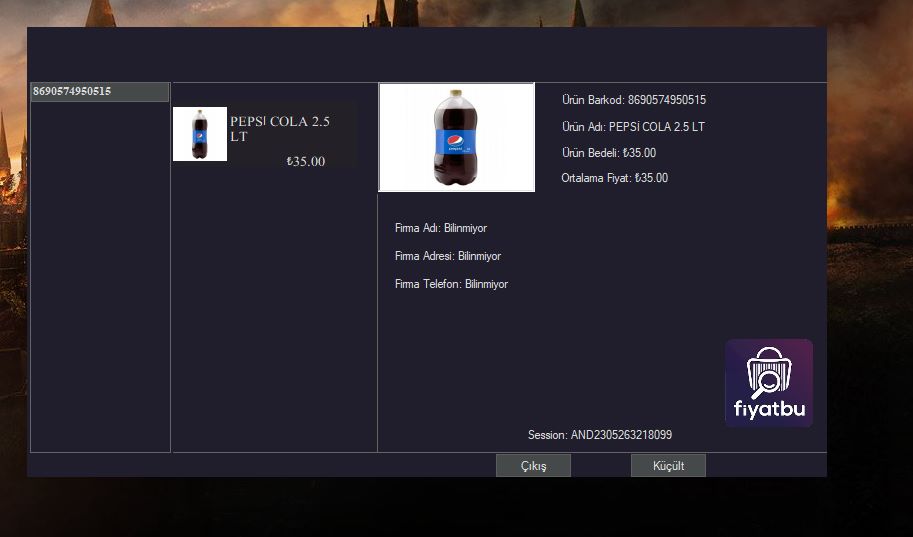 8690574950515
PEPSİ COLA 2.5
LT
₺35.00
Ürün Barkod: 8690574950515
Ürün Adı: PEPSİ COLA 2.5 LT
Ürün Bedeli: ₺35.00
Ortalama Fiyat: ₺35.00
Firma Adı: Bilinmiyor
Firma Adresi: Bilinmiyor
Firma Telefon: Bilinmiyor
fiyatbu
Session: AND2305263218099
Çıkış
Küçült